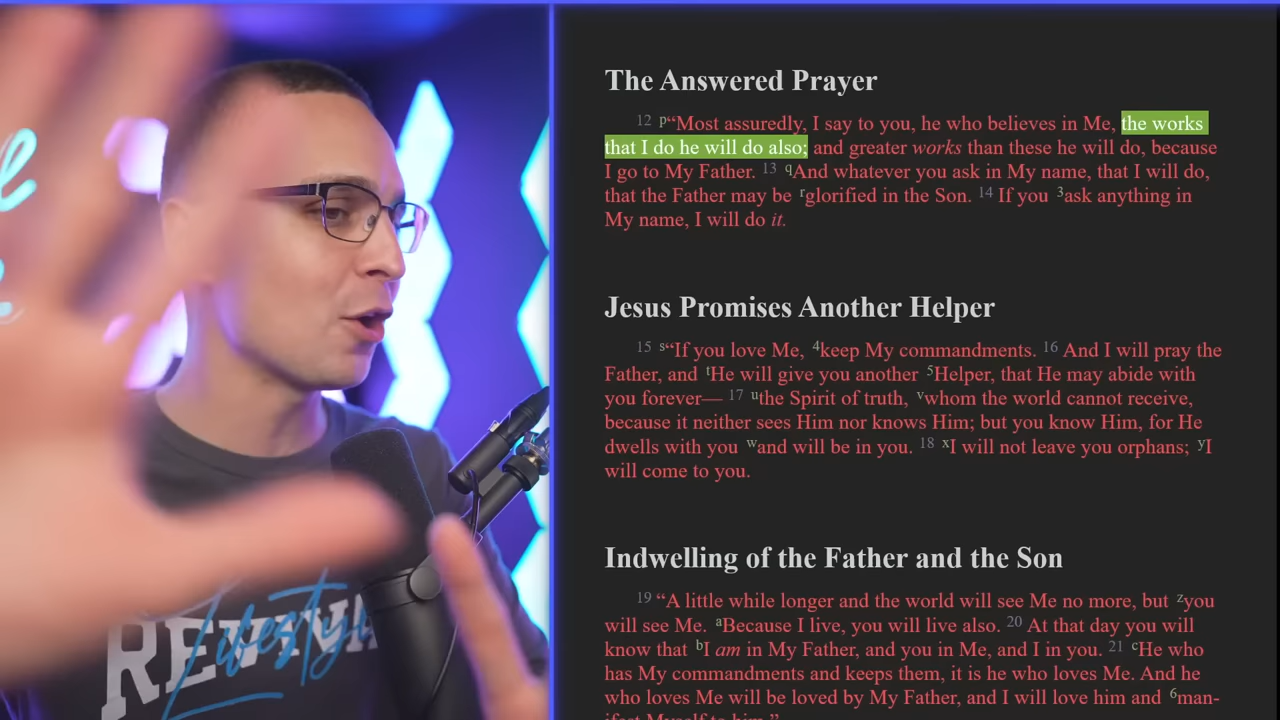 The Answered Prayer
12 p“Most assuredly, I say to you, he who believes in Me, the works
that I do he will do also; and greater works than these he will do, because
I go to My Father. 13 qAnd whatever you ask in My name, that I will do,
that the Father may be rglorified in the Son. 14 If you 3ask anything in
My name, I will do it.
Jesus Promises Another Helper
15 s“If you love Me, 4keep My commandments. 16 And I will pray the
Father, and tHe will give you another 5Helper, that He may abide with
you forever— 17 uthe Spirit of truth, vwhom the world cannot receive,
because it neither sees Him nor knows Him; but you know Him, for He
dwells with you wand will be in you. 18 xI will not leave you orphans; yI
will come to you.
Indwelling of the Father and the Son
19 “A little while longer and the world will see Me no more, but zyou
will see Me. aBecause I live, you will live also. 20 At that day you will
know that bI am in My Father, and you in Me, and I in you. 21 cHe who
has My commandments and keeps them, it is he who loves Me. And he
who loves Me will be loved by My Father, and I will love him and 6man-
ifest Myself to him.”
Lifestyle